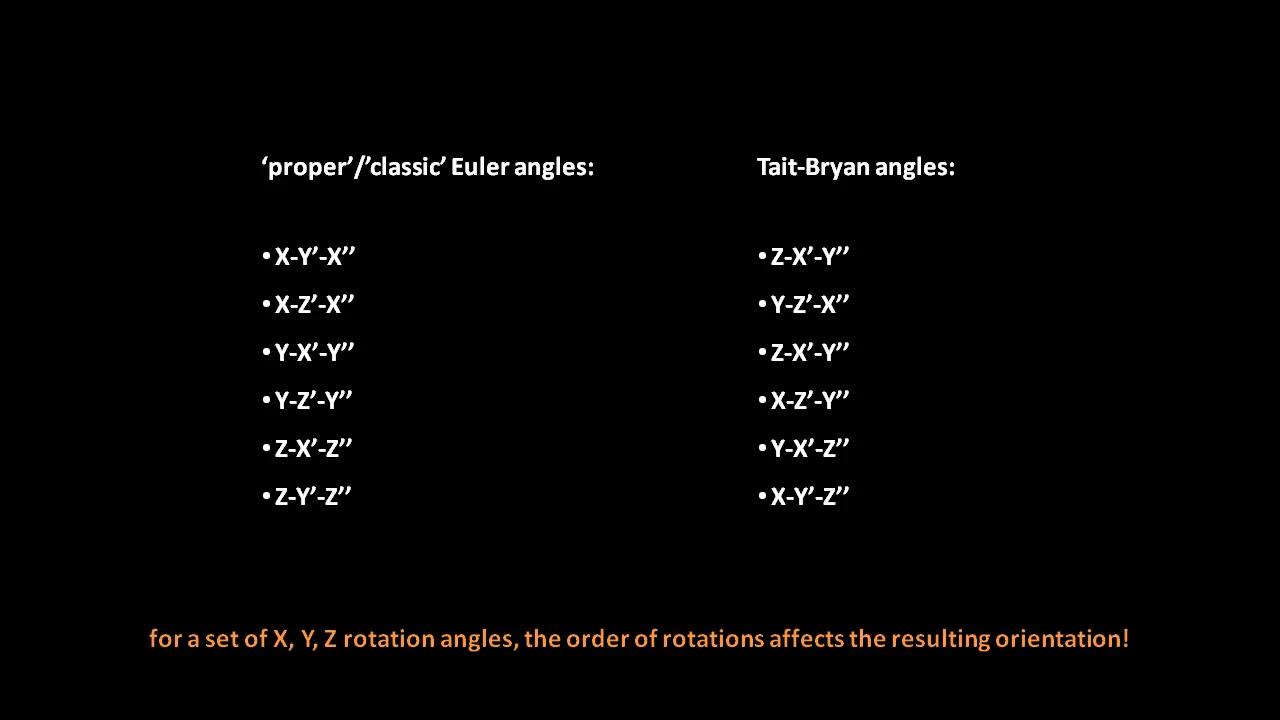 ‘proper’/’classic’ Euler angles:
• X-Y’-X’’
• X-Z’-X’’
• Y-X’-Y’’
• Y-Z’-Y’’
• Z-X’-Z’’
• Z-Y’-Z’’
Tait-Bryan angles:
• Z-X’-Y’’
• Y-Z’-X’’
• Z-X’-Y’’
• X-Z’-Y’’
• Y-X’-Z’’
• X-Y’-Z’’
for a set of X, Y, Z rotation angles, the order of rotations affects the resulting orientation!